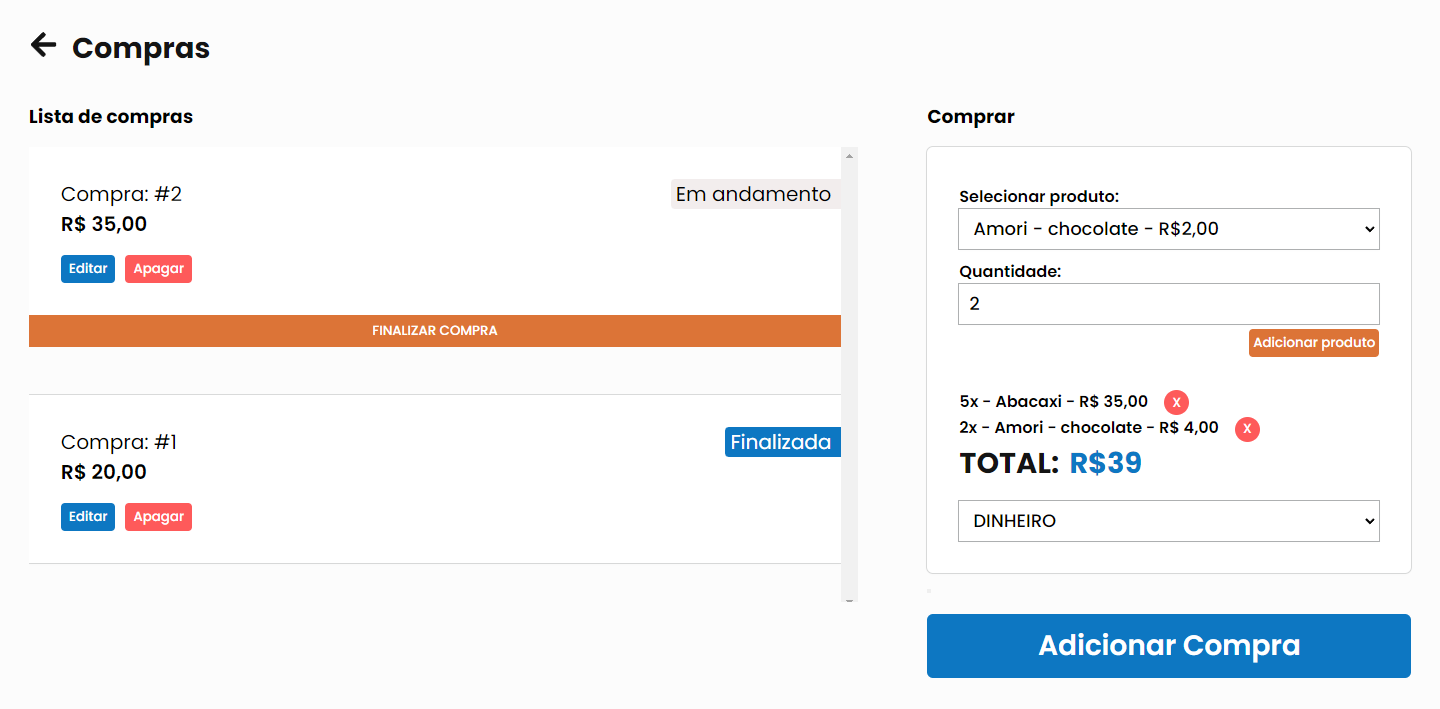 Compras
Lista de compras
Compra: #2
Em andamento
R$ 35,00
Editar
Apagar
FINALIZAR COMPRA
Compra: #1
Finalizada
R$ 20,00
Editar
Apagar
Comprar
Selecionar produto:
Amori - chocolate - R$2,00
Quantidade:
2
Adicionar produto
5x - Abacaxi - R$ 35,00 X
2x - Amori - chocolate - R$ 4,00 X
TOTAL: R$39
DINHEIRO
Adicionar Compra